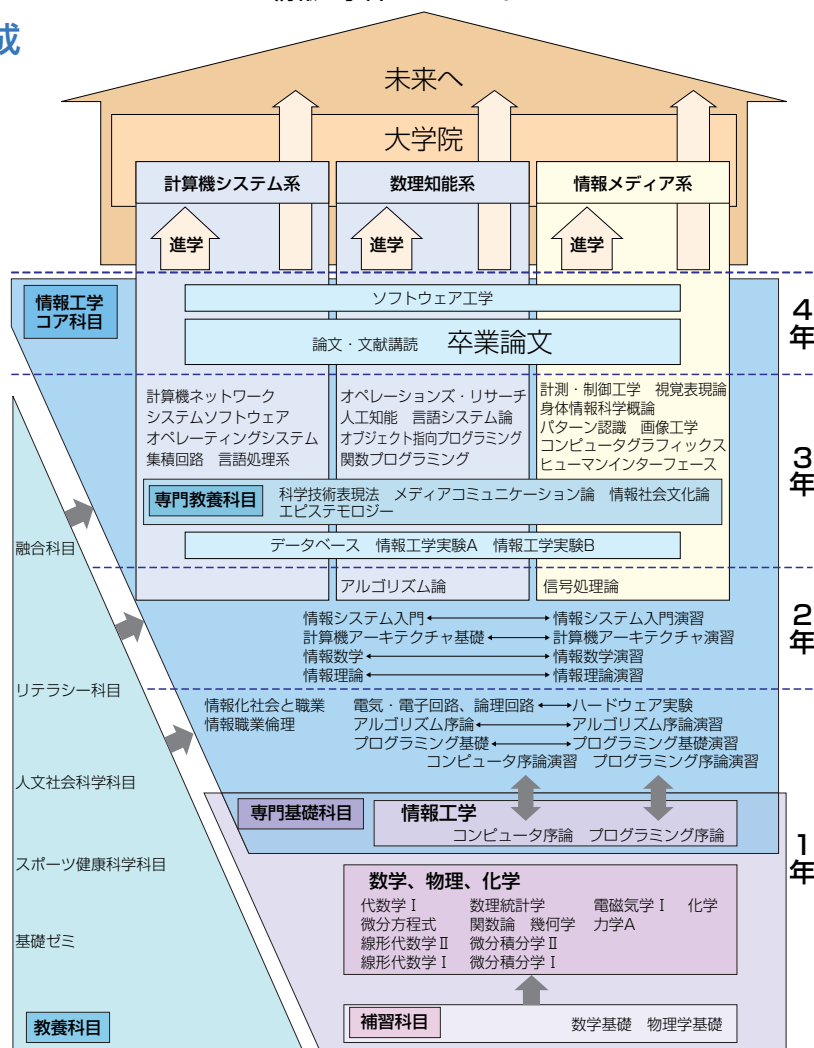 成
未来へ
大学院
計算機システム系
数理知能系
情報メディア系
進学
進学
進学
情報工学
コア科目
ソフトウェア工学
論文・文献講読 卒業論文
4年
計算機ネットワーク
システムソフトウェア
オペレーティングシステム
集積回路 言語処理系
オペレーションズ・リサーチ
人工知能 言語システム論
オブジェクト指向プログラミング
関数プログラミング
計測・制御工学 視覚表現論
身体情報科学概論
パターン認識 画像工学
コンピュータグラフィックス
ヒューマンインターフェース
3年
専門教養科目
科学技術表現法 メディアコミュニケーション論 情報社会文化論
エピステモロジー
データベース 情報工学実験A 情報工学実験B
融合科目
アルゴリズム論
信号処理論
2年
情報システム入門 情報システム入門演習
計算機アーキテクチャ基礎 計算機アーキテクチャ演習
情報数学 情報数学演習
情報理論 情報理論演習
リテラシー科目
情報化社会と職業
情報職業倫理
電気・電子回路、論理回路 ハードウェア実験
アルゴリズム序論 アルゴリズム序論演習
プログラミング基礎 プログラミング基礎演習
コンピュータ序論演習 プログラミング序論演習
人文社会科学科目
専門基礎科目
情報工学
コンピュータ序論 プログラミング序論
1年
スポーツ健康科学科目
数学、物理、化学
代数学Ⅰ 数理統計学 電磁気学Ⅰ 化学
微分方程式 関数論 幾何学 力学A
線形代数学Ⅱ 微分積分学Ⅱ
線形代数学Ⅰ 微分積分学Ⅰ
基礎ゼミ
教養科目
補習科目
数学基礎 物理学基礎